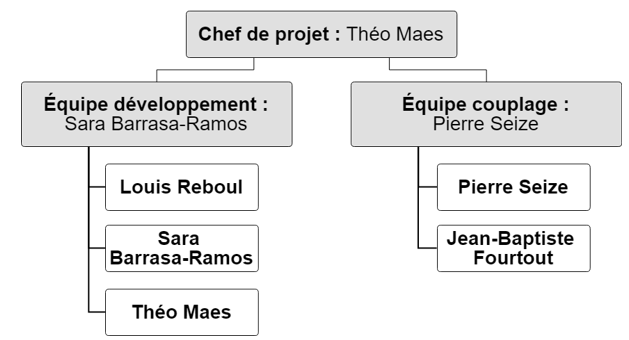 Chef de projet : Théo Maes
Équipe développement :
Sara Barrasa-Ramos
Louis Reboul
Sara
Barrasa-Ramos
Théo Maes
Équipe couplage :
Pierre Seize
Pierre Seize
Jean-Baptiste
Fourtout